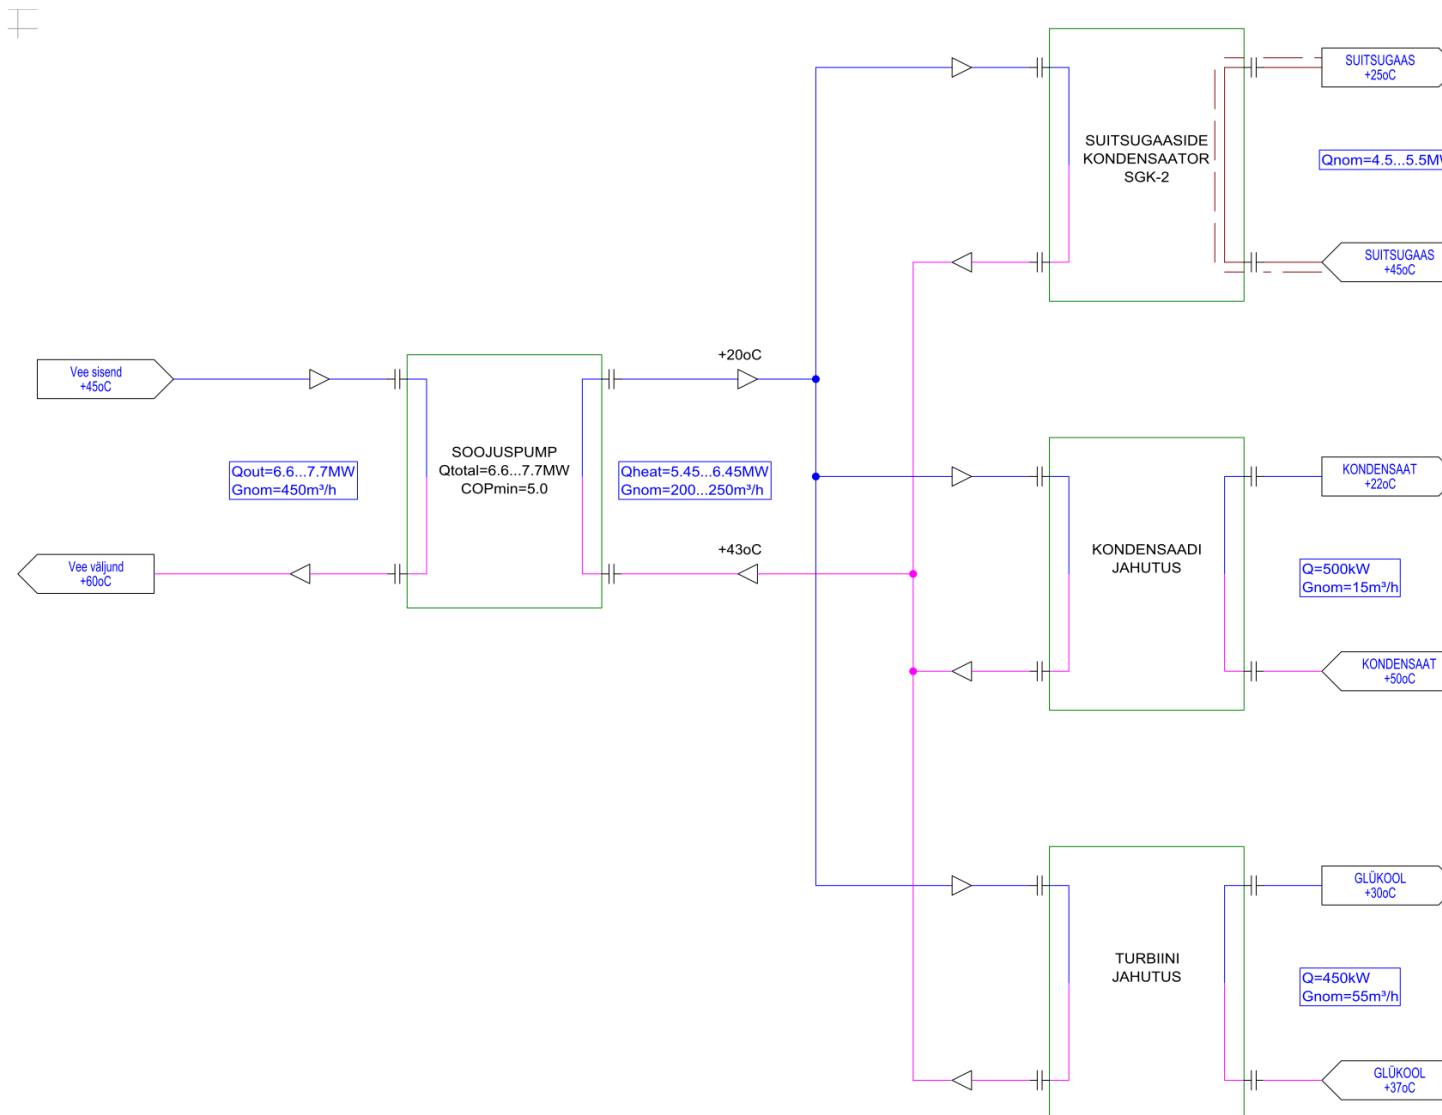 SUITSUGAAS
+25oC
SUITSUGAASIDE
KONDENSAATOR
SGK-2
Qnom=4.5...5.5MW
SUITSUGAAS
+45oC
Vee sisend
+45oC
+20oC
SOOJUSPUMP
Qtotal=6.6...7.7MW
COPmin=5.0
Qout=6.6...7.7MW
Gnom=450m³/h
Qheat=5.45...6.45MW
Gnom=200...250m³/h
+43oC
Vee väljund
+60oC
KONDENSAAT
+22oC
KONDENSAADI
JAHUTUS
Q=500kW
Gnom=15m³/h
KONDENSAAT
+50oC
GLÜKOOL
+30oC
TURBIINI
JAHUTUS
Q=450kW
Gnom=55m³/h
GLÜKOOL
+37oC